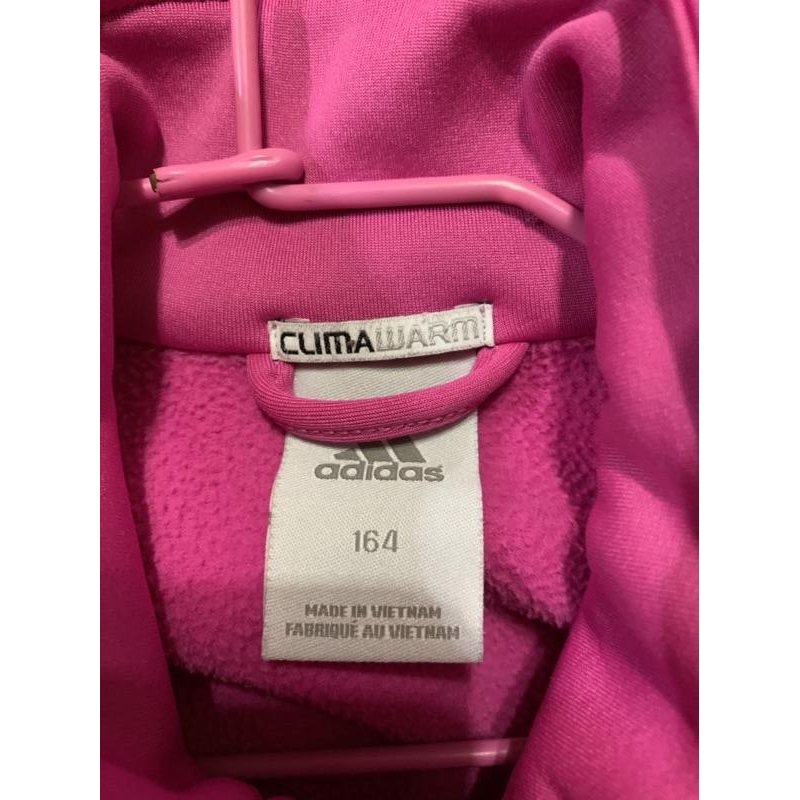 CLIMAWARM
adidas
164
MADE IN VIETNAM
FABRIQUÉ AU VIETNAM